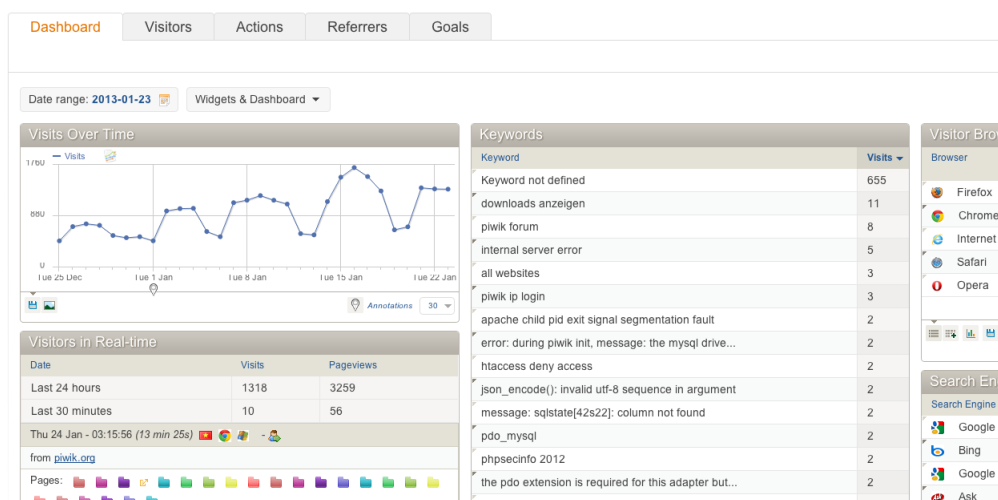 Dashboard Visitors Actions Referrers Goals
Date range: 2013-01-23 Widgets & Dashboard
Visits Over Time
Visits
1760
880
0
Tue 25 Dec Tue 1 Jan Tue 8 Jan Tue 15 Jan Tue 22 Jan
Annotations 30
Visitors in Real-time
Date Visits Pageviews
Last 24 hours 1318 3259
Last 30 minutes 10 56
Thu 24 Jan - 03:15:56 (13 min 25s) -
from piwik.org
Pages:
Keywords
Keyword Visits
Keyword not defined 655
downloads anzeigen 11
piwik forum 8
internal server error 5
all websites 3
piwik ip login 3
apache child pid exit signal segmentation fault 2
error: during piwik init, message: the mysql drive... 2
htaccess deny access 2
json_encode(): invalid utf-8 sequence in argument 2
message: sqlstate[42s22]: column not found 2
pdo_mysql 2
phpsecinfo 2012 2
the pdo extension is required for this adapter but... 2
Visitor Bro
Browser
Firefox
Chrome
Internet
Safari
Opera
Search En
Search Engine
Google
Bing
Google
Ask